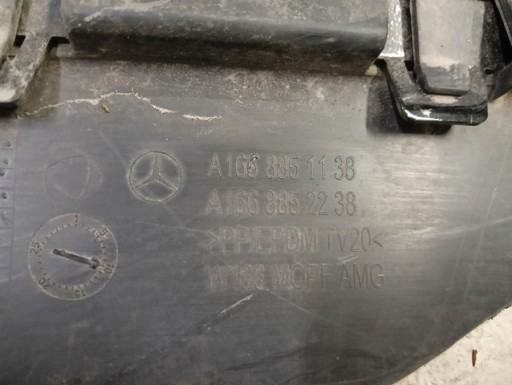 A166 885 11 38
A166 885 22 38
>PP/EPDM TV20<
W166 MOPF AMG